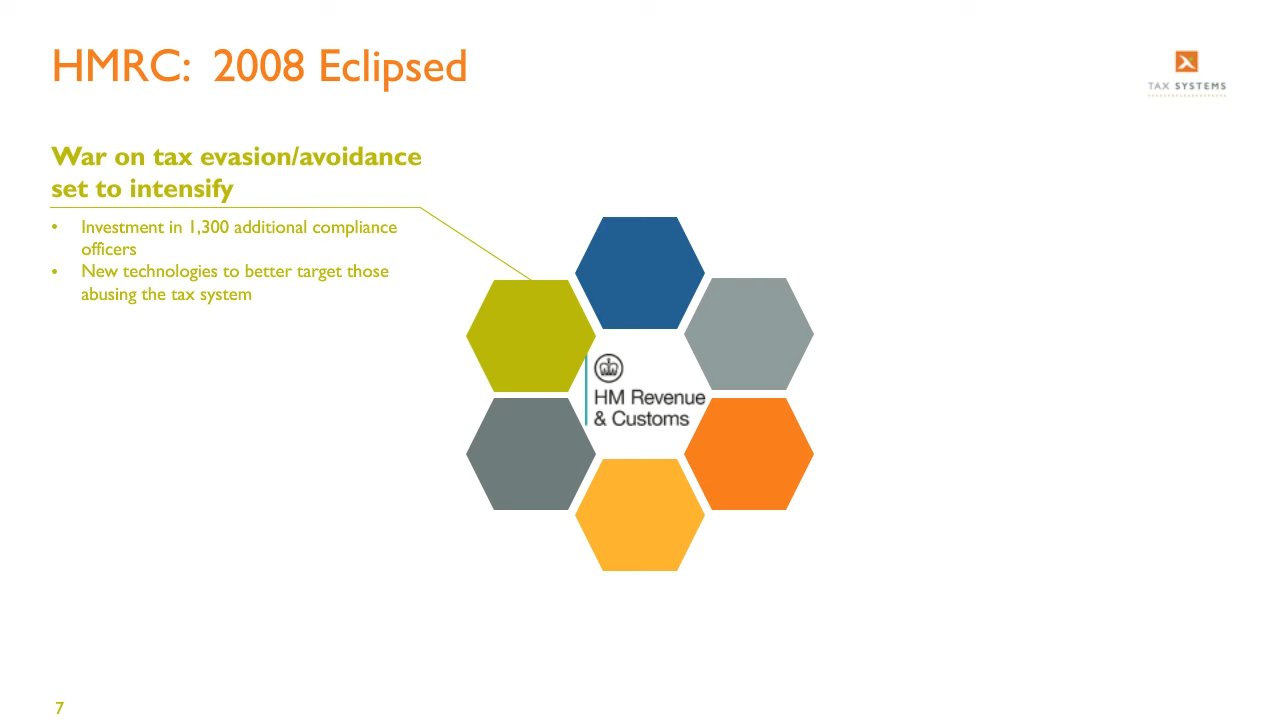 HMRC:  2008 Eclipsed
TAX SYSTEMS
War on tax evasion/avoidance
set to intensify
• Investment in 1,300 additional compliance
officers
• New technologies to better target those
abusing the tax system
HM Revenue
& Customs
7